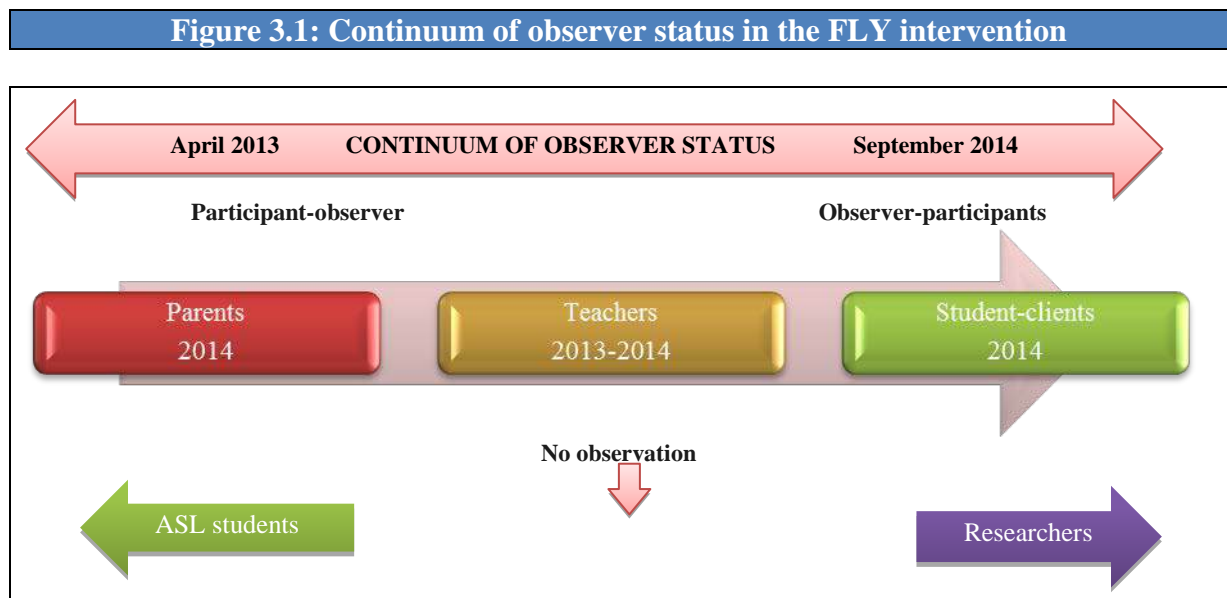 Figure 3.1: Continuum of observer status in the FLY intervention
April 2013 CONTINUUM OF OBSERVER STATUS September 2014
Participant-observer Observer-participants
Parents Teachers Student-clients
2014 2013-2014 2014
No observation
ASL students Researchers